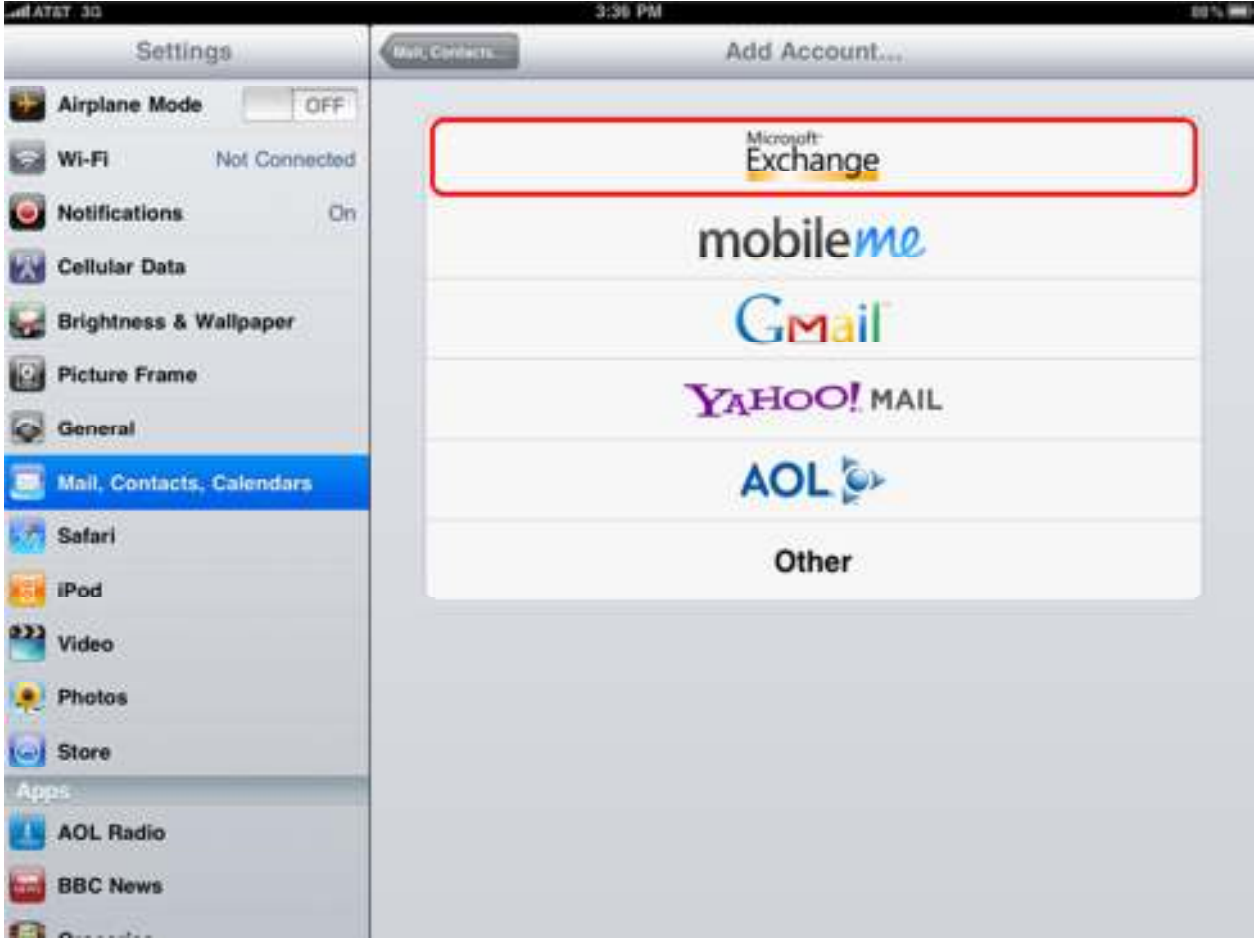 AT&T 3G 3:36 PM
Settings
Mail, Contacts... Add Account...
Airplane Mode OFF
Wi-Fi Not Connected
Notifications On
Cellular Data
Brightness & Wallpaper
Picture Frame
General
Mail, Contacts, Calendars
Safari
iPod
Video
Photos
Store
Apps
AOL Radio
BBC News
Microsoft
Exchange
mobileme
GMail
YAHOO! MAIL
AOL
Other